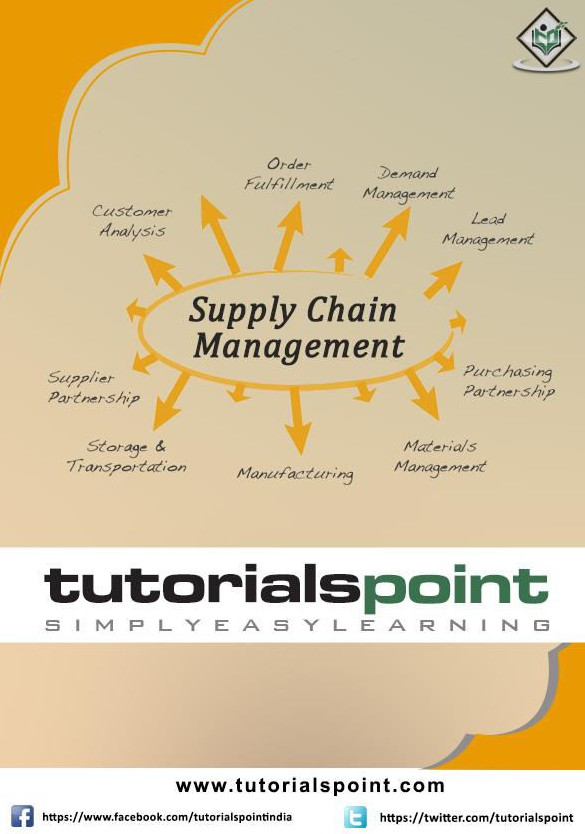 Order
Fulfillment
Demand
Management
Customer
Analysis
Lead
Management
Supply Chain
Management
Supplier
Partnership
Purchasing
Partnership
Storage &
Transportation
Manufacturing
Materials
Management
tutorialspoint
SIMPLYEASYLEARNING
www.tutorialspoint.com
https://www.facebook.com/tutorialspointindia
https://twitter.com/tutorialspoint